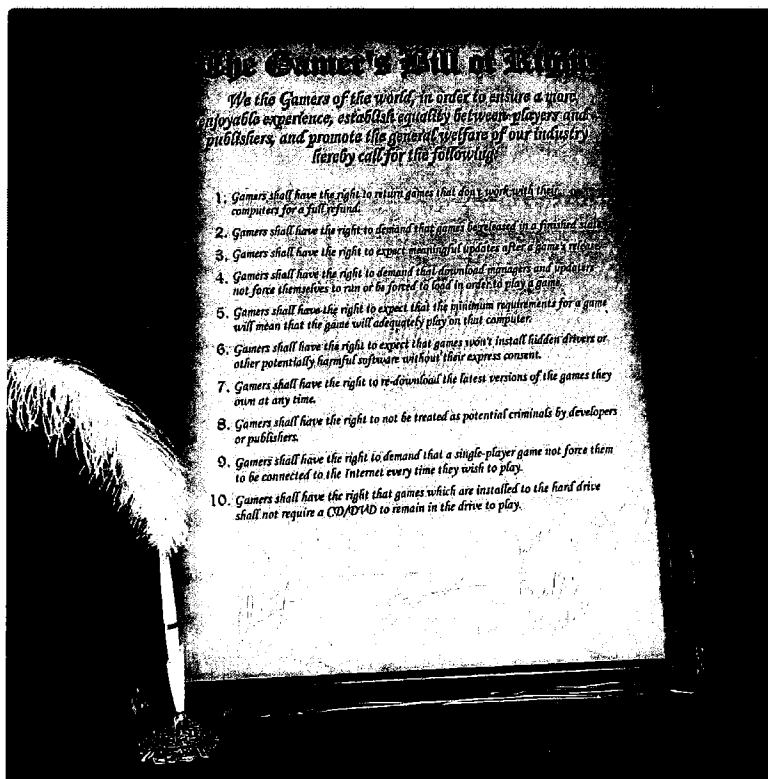 The Gamer's Bill of Rights
We the Gamers of the world, in order to ensure a more
enjoyable experience, establish equality between players and
publishers, and promote the general welfare of our industry
hereby call for the following:
1. Gamers shall have the right to return games that don't work with their
computers for a full refund.
2. Gamers shall have the right to demand that games be released in a finished state.
3. Gamers shall have the right to expect meaningful updates after a game's release.
4. Gamers shall have the right to demand that download managers and updaters
not force themselves to run or be forced to load in order to play a game.
5. Gamers shall have the right to expect that the minimum requirements for a game
will mean that the game will adequately play on that computer.
6. Gamers shall have the right to expect that games won't install hidden drivers or
other potentially harmful software without their express consent.
7. Gamers shall have the right to re-download the latest versions of the games they
own at any time.
8. Gamers shall have the right to not be treated as potential criminals by developers
or publishers.
9. Gamers shall have the right to demand that a single-player game not force them
to be connected to the Internet every time they wish to play.
10. Gamers shall have the right that games which are installed to the hard drive
shall not require a CD/DVD to remain in the drive to play.